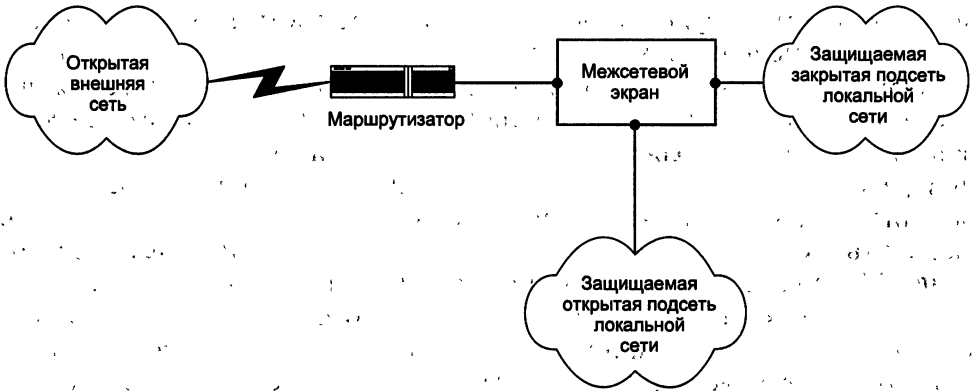 Открытая
внешняя
сеть
Маршрутизатор
Межсетевой
экран
Защищаемая
закрытая подсеть
локальной
сети
Защищаемая
открытая подсеть
локальной
сети